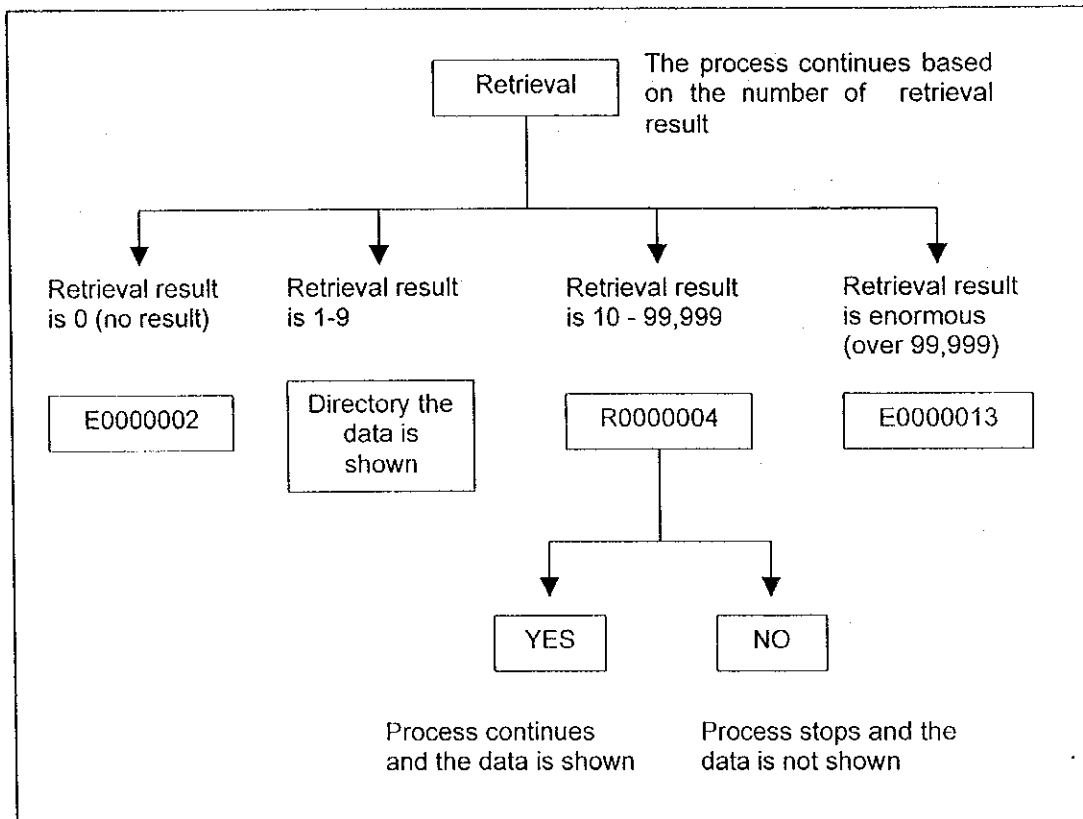 Retrieval
The process continues based
on the number of retrieval
result
Retrieval result
is 0 (no result)
Retrieval result
is 1-9
Retrieval result
is 10 - 99,999
Retrieval result
is enormous
(over 99,999)
E0000002
Directory the
data is
shown
R0000004
E0000013
YES
NO
Process continues
and the data is shown
Process stops and the
data is not shown